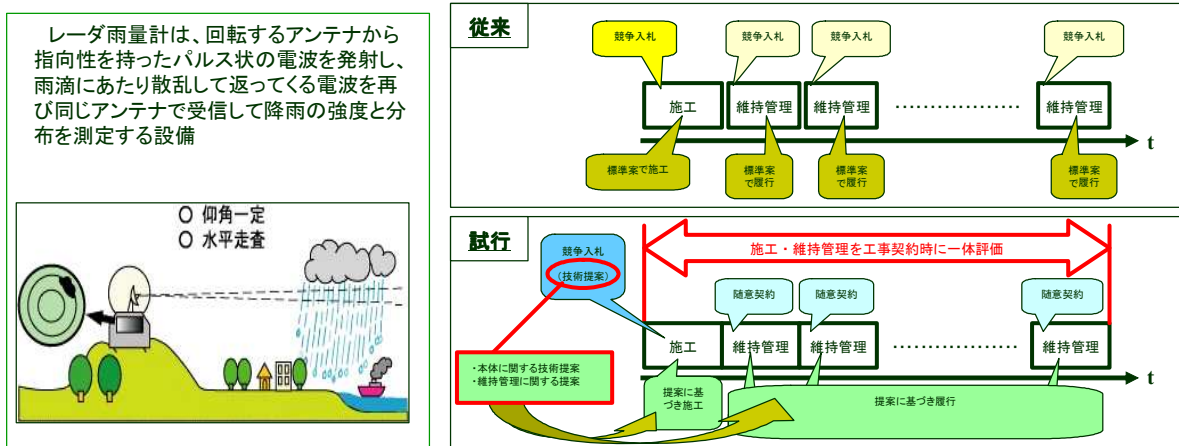 レーダ雨量計は、回転するアンテナから
指向性を持ったパルス状の電波を発射し、
雨滴にあたり散乱して返ってくる電波を再
び同じアンテナで受信して降雨の強度と分
布を測定する設備
○ 仰角一定
○ 水平走査
従来
競争入札
競争入札
競争入札
競争入札
施工
維持管理
維持管理
‥‥‥‥‥‥‥‥
維持管理
t
標準案で施工
標準案
で履行
標準案
で履行
標準案
で履行
試行
競争入札
(技術提案)
施工・維持管理を工事契約時に一体評価
随意契約
随意契約
随意契約
施工
維持管理
維持管理
‥‥‥‥‥‥‥‥
維持管理
t
・本体に関する技術提案
・維持管理に関する提案
提案に基
づき施工
提案に基づき履行